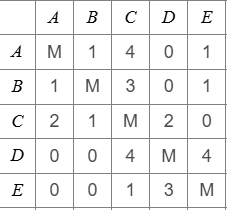 A B C D E
A M 1 4 0 1
B 1 M 3 0 1
C 2 1 M 2 0
D 0 0 4 M 4
E 0 0 1 3 M